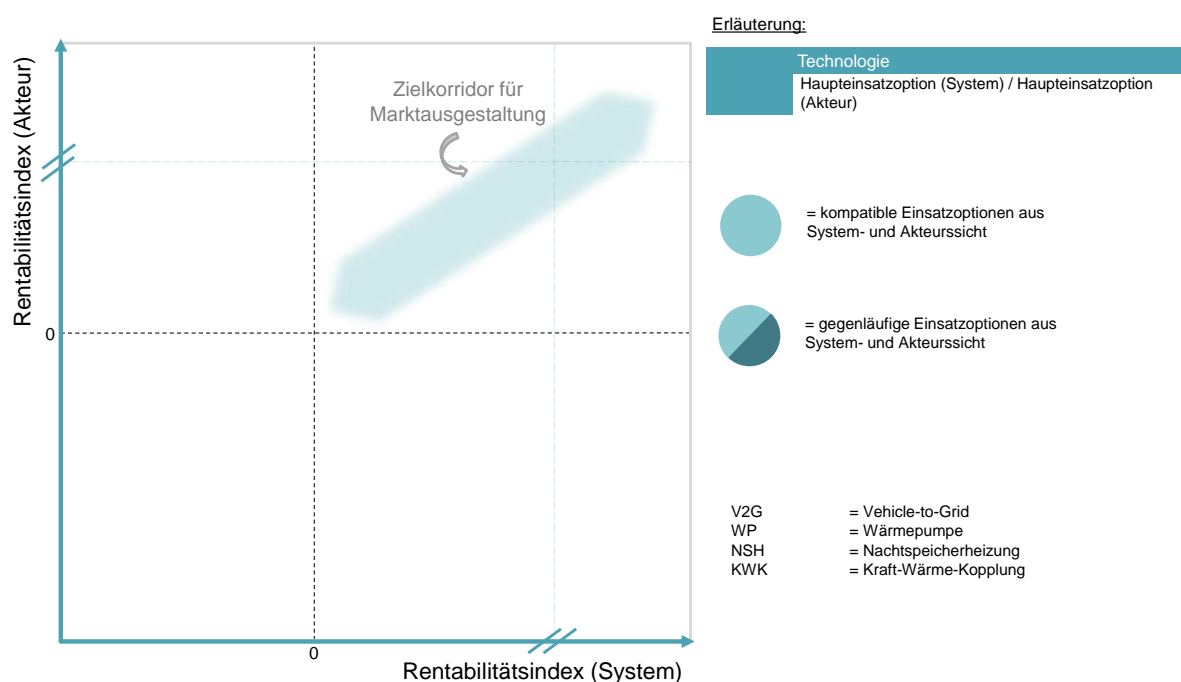 Erläuterung:
Technologie
Haupteinsatzoption (System) / Haupteinsatzoption
(Akteur)
Rentabilitätsindex (Akteur)
Zielkorridor für
Marktausgestaltung
= kompatible Einsatzoptionen aus
System- und Akteurssicht
= gegenläufige Einsatzoptionen aus
System- und Akteurssicht
0
V2G = Vehicle-to-Grid
WP = Wärmepumpe
NSH = Nachtspeicherheizung
KWK = Kraft-Wärme-Kopplung
0
Rentabilitätsindex (System)